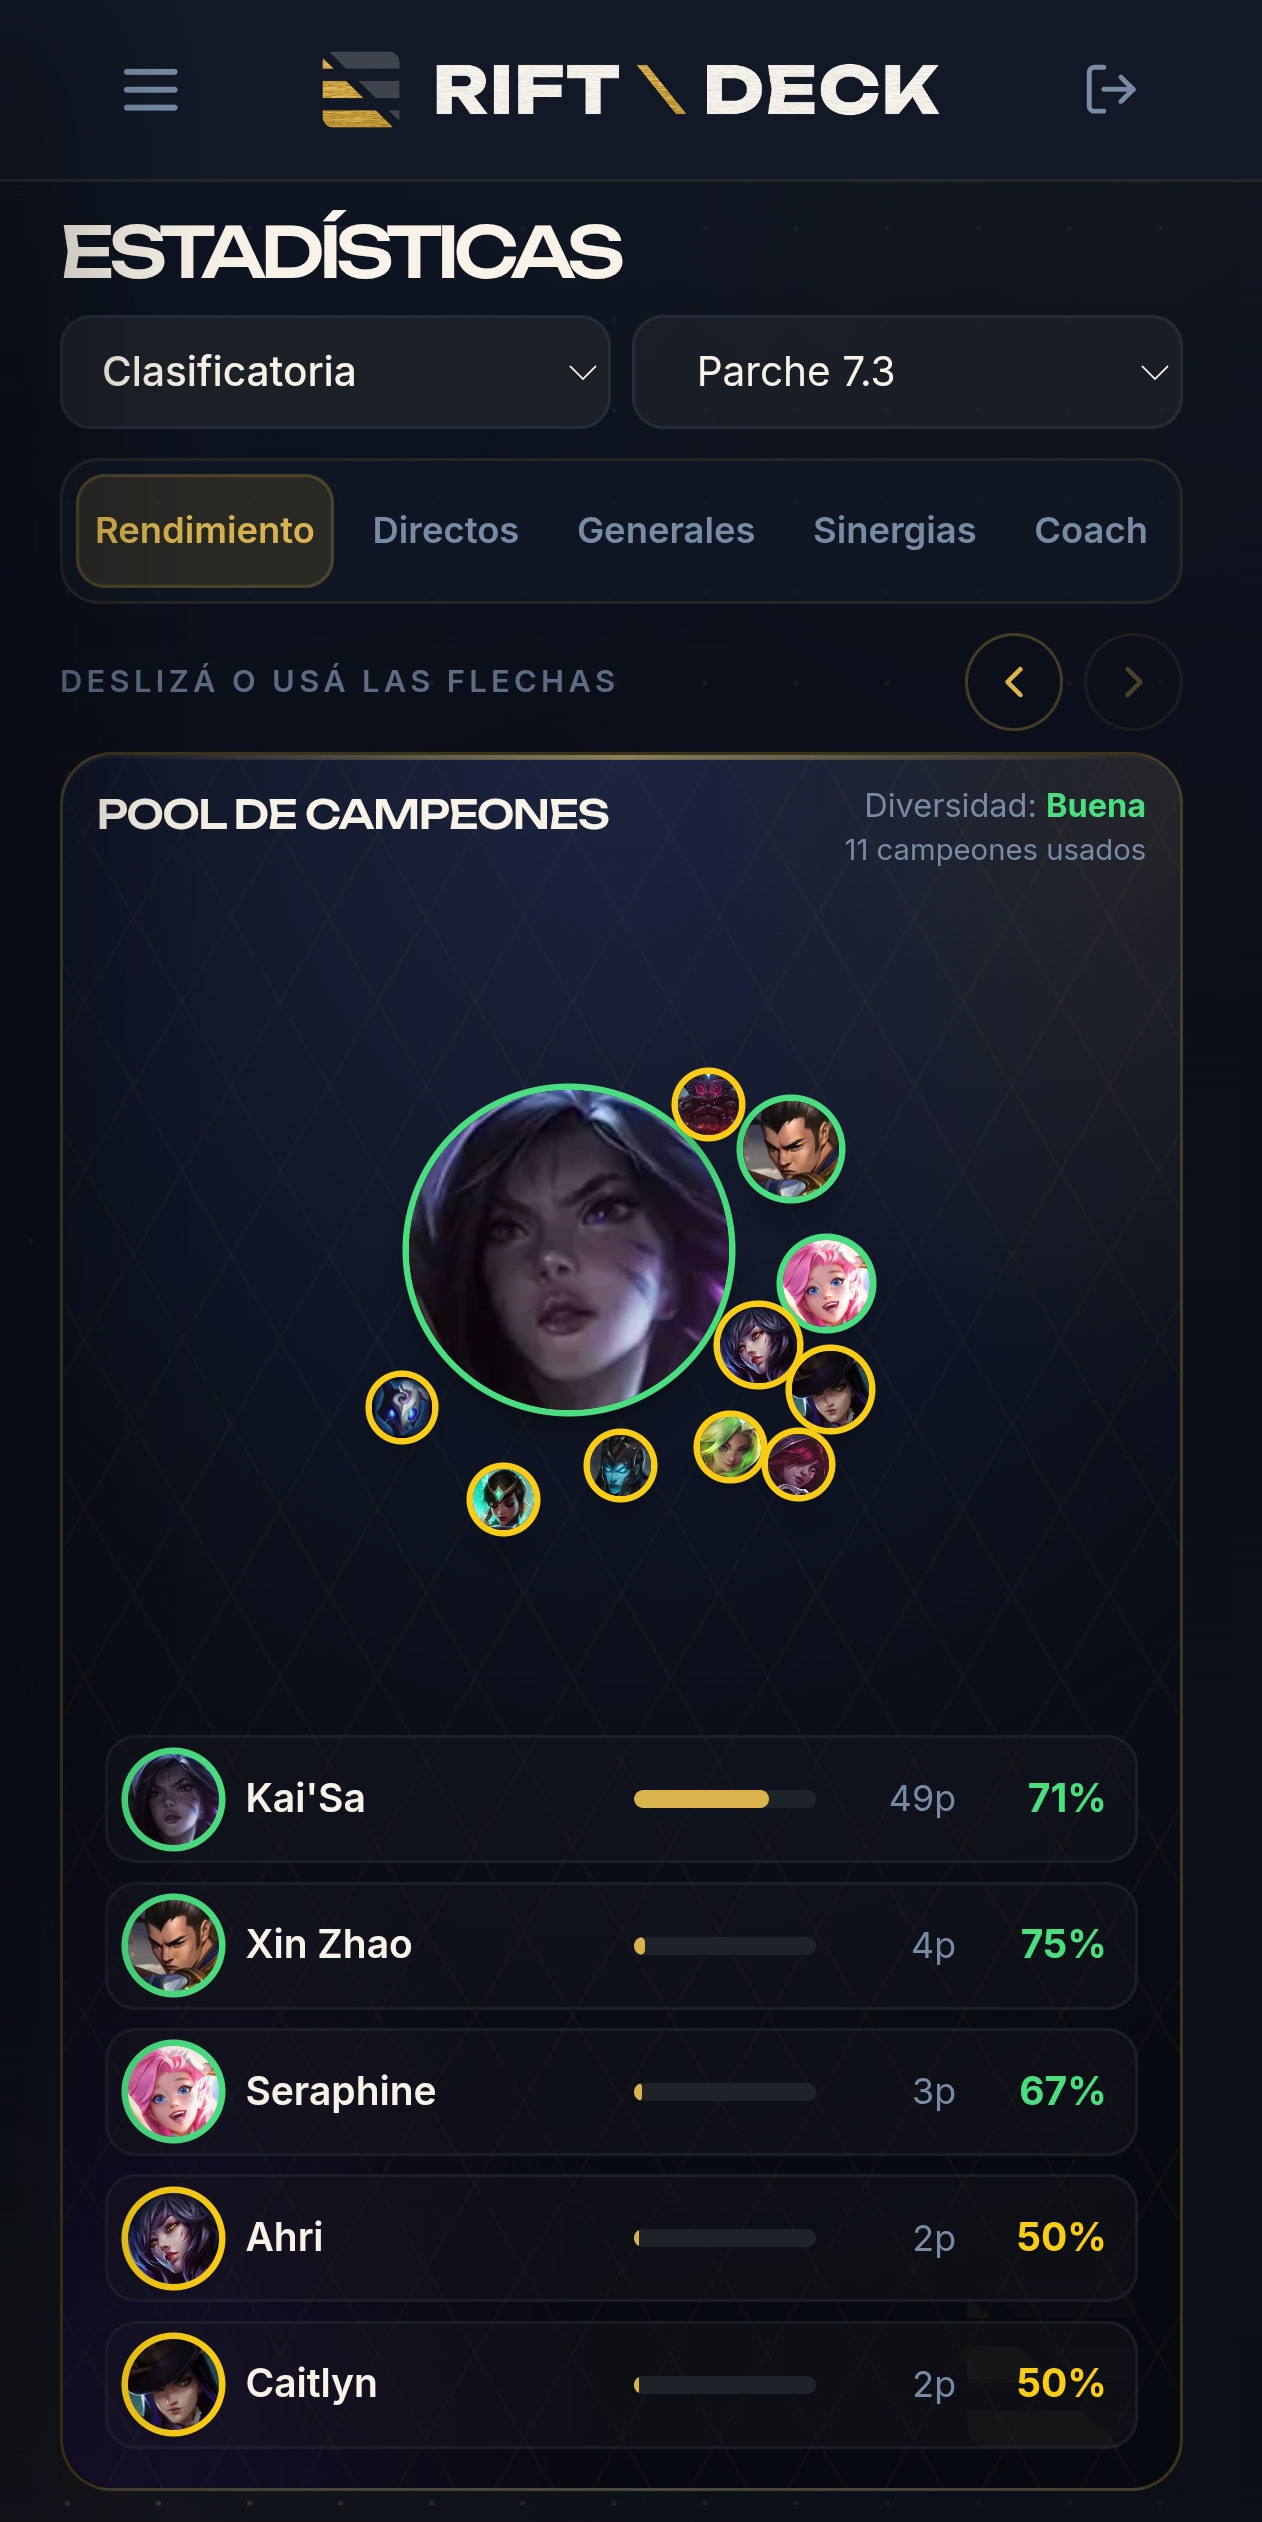 RIFT \ DECK
ESTADÍSTICAS
Clasificatoria
Parche 7.3
Rendimiento Directos Generales Sinergias Coach
DESLIZÁ O USÁ LAS FLECHAS
POOL DE CAMPEONES
Diversidad: Buena
11 campeones usados
Kai'Sa 49p 71%
Xin Zhao 4p 75%
Seraphine 3p 67%
Ahri 2p 50%
Caitlyn 2p 50%